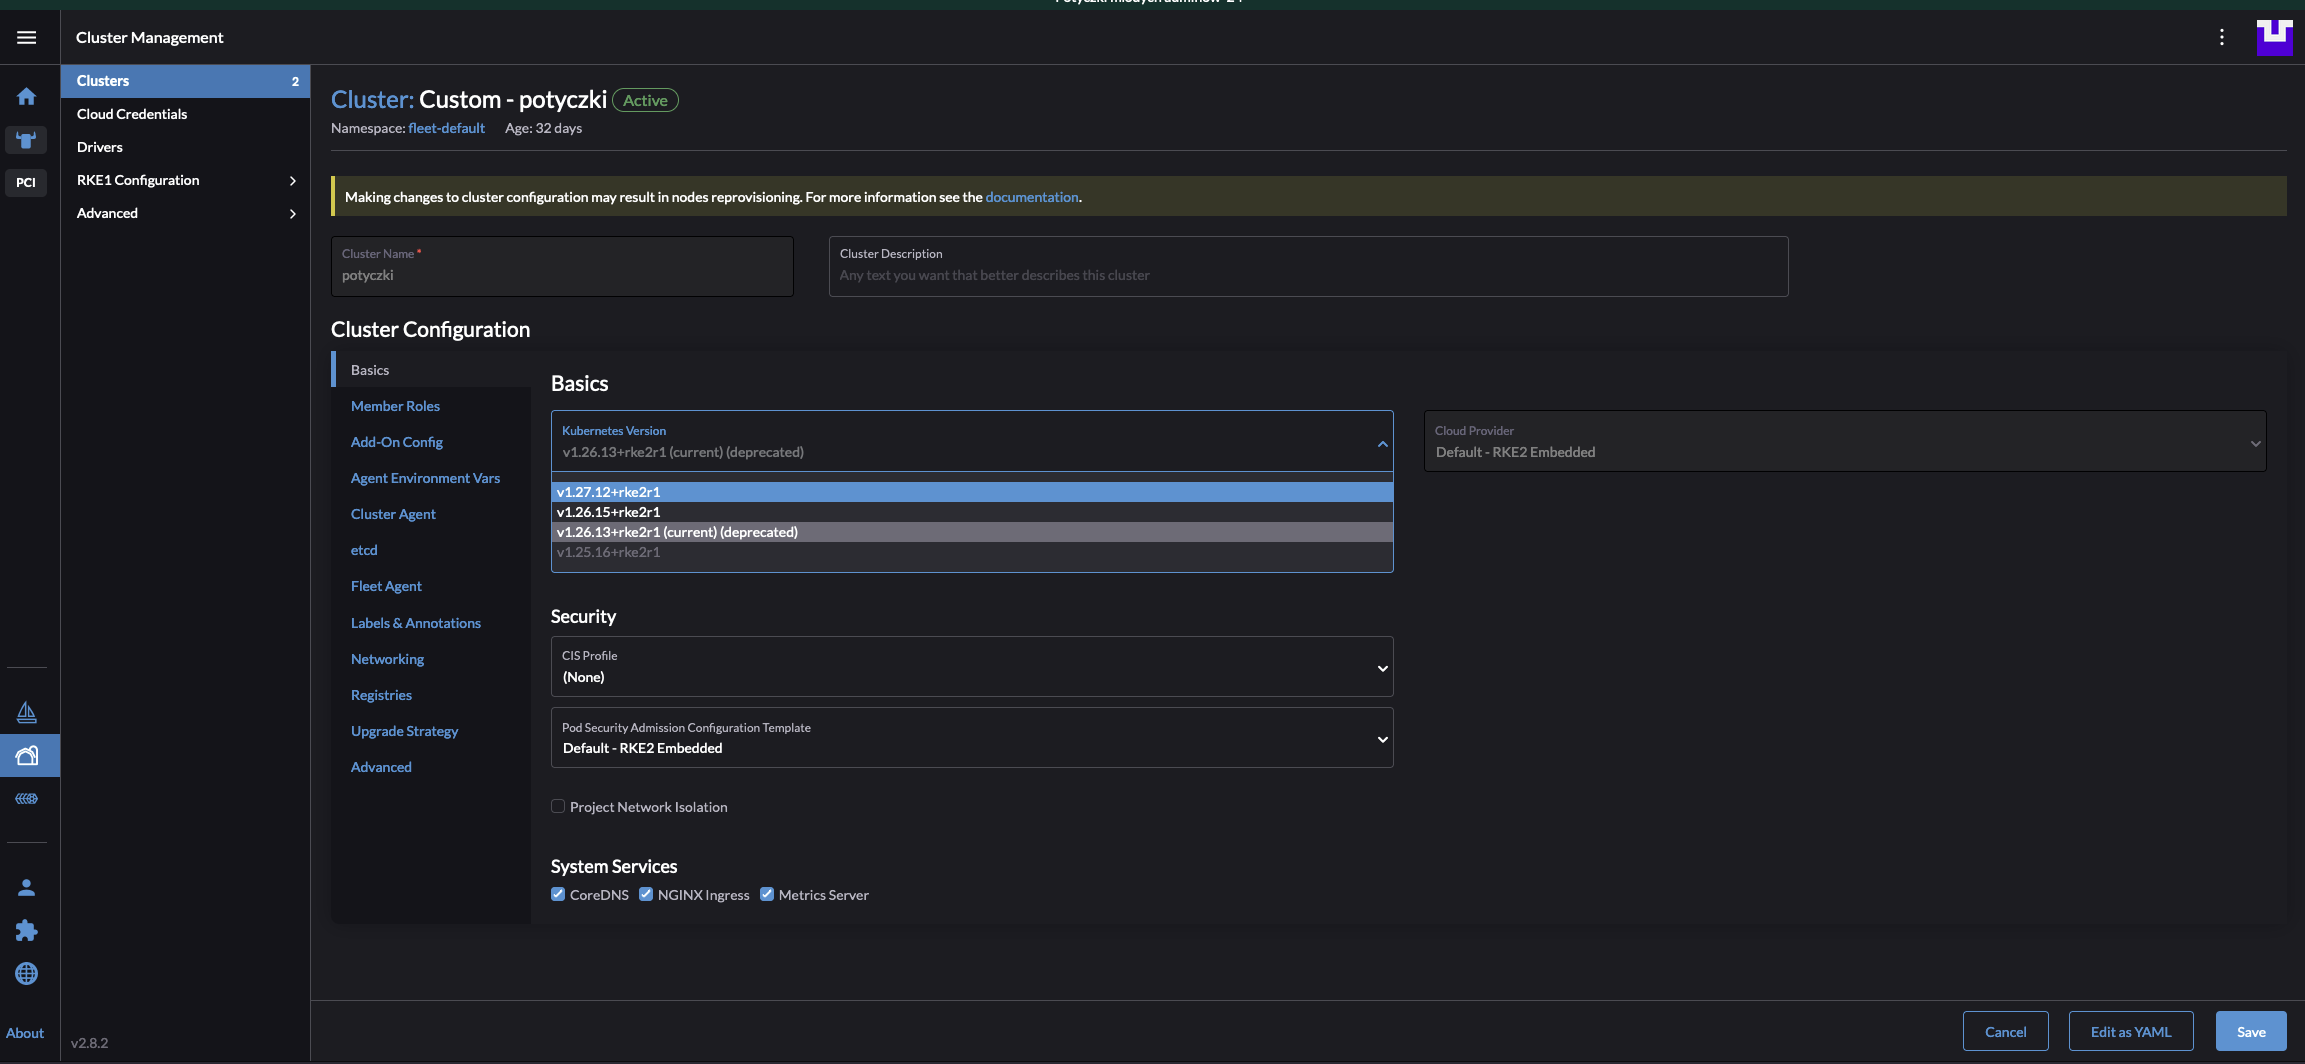 Cluster Management
PCI
Clusters 2
Cloud Credentials
Drivers
RKE1 Configuration
Advanced
Cluster: Custom - potyczki Active
Namespace: fleet-default Age: 32 days
Making changes to cluster configuration may result in nodes reprovisioning. For more information see the documentation.
Cluster Name *
potyczki
Cluster Description
Any text you want that better describes this cluster
Cluster Configuration
Basics
Member Roles
Add-On Config
Agent Environment Vars
Cluster Agent
etcd
Fleet Agent
Labels & Annotations
Networking
Registries
Upgrade Strategy
Advanced
Basics
Kubernetes Version
v1.26.13+rke2r1 (current) (deprecated)
v1.27.12+rke2r1
v1.26.15+rke2r1
v1.26.13+rke2r1 (current) (deprecated)
v1.25.16+rke2r1
Cloud Provider
Default - RKE2 Embedded
Security
CIS Profile
(None)
Pod Security Admission Configuration Template
Default - RKE2 Embedded
Project Network Isolation
System Services
CoreDNS NGINX Ingress Metrics Server
About
v2.8.2
Cancel
Edit as YAML
Save